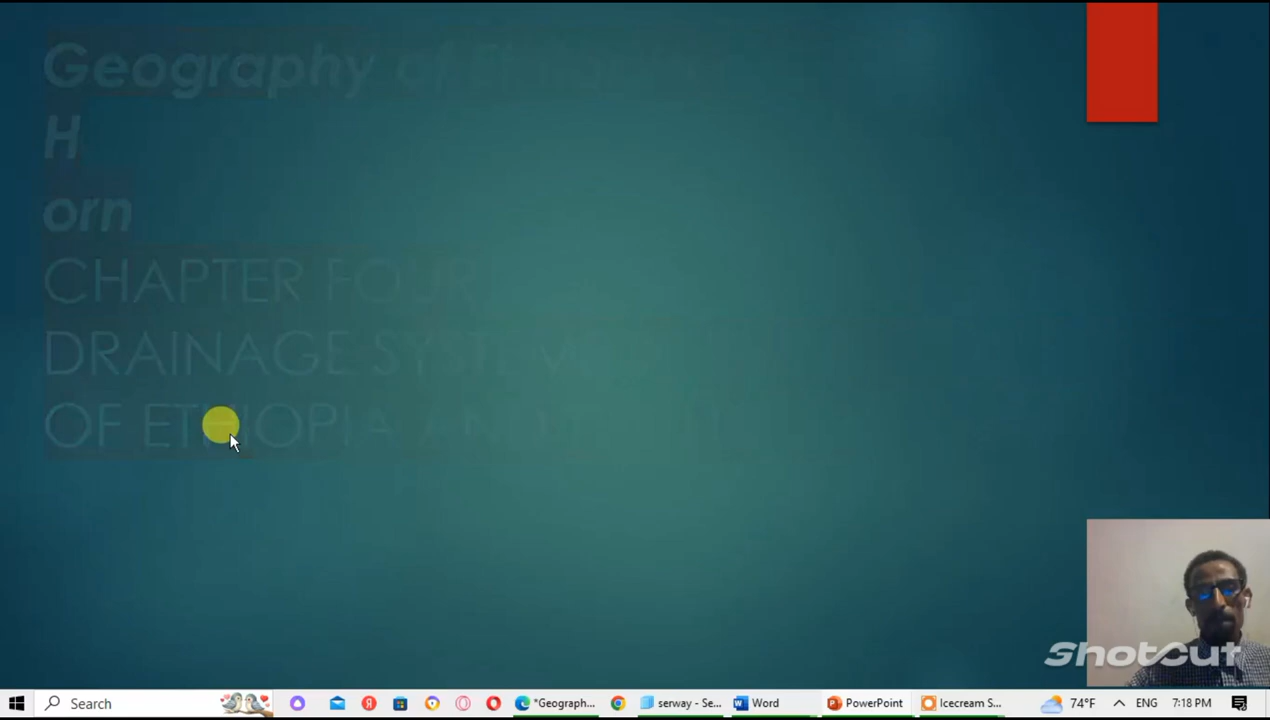 Geography of
H
orn
CHAPTER FOUR
DRAINAGE SYSTEMS
OF ETHIOPIA AND
Shotcut
Search
*Geograph...
serway - Se...
Word
PowerPoint
Icecream S...
74°F
ENG
7:18 PM